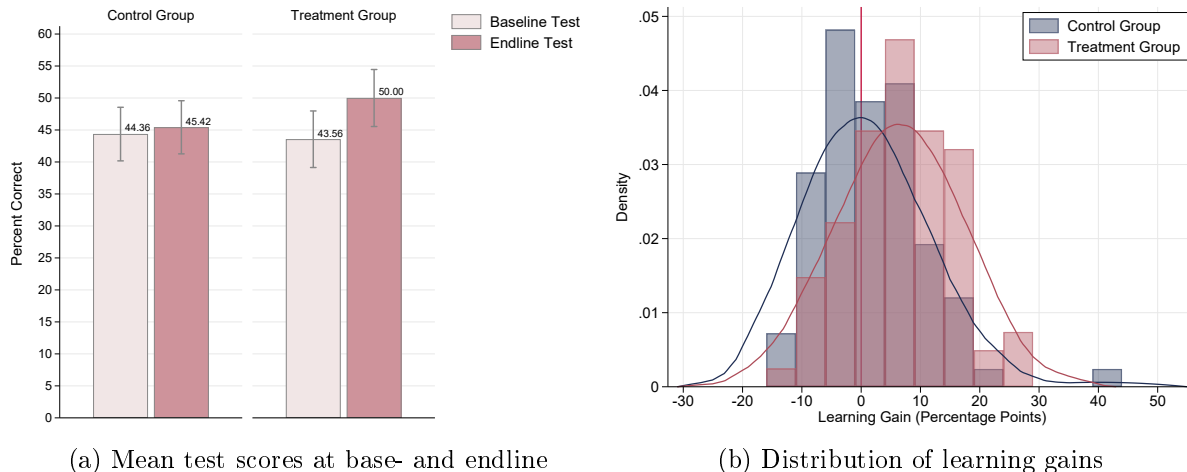 Control Group
Treatment Group
Baseline Test
Endline Test
Percent Correct
60
55
50
45
40
35
30
25
20
15
10
5
0
44.36
45.42
43.56
50.00
(a) Mean test scores at base- and endline
Control Group
Treatment Group
Density
.05
.04
.03
.02
.01
0
-30 -20 -10 0 10 20 30 40 50
Learning Gain (Percentage Points)
(b) Distribution of learning gains